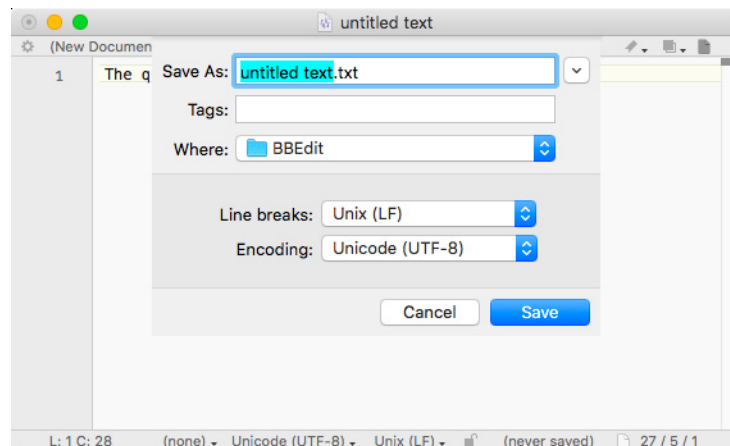 untitled text
(New Documen
1 The q
Save As: untitled text.txt
Tags:
Where: BBEdit
Line breaks: Unix (LF)
Encoding: Unicode (UTF-8)
Cancel Save
L: 1 C: 28 (none) Unicode (UTF-8) Unix (LF) (never saved) 27 / 5 / 1